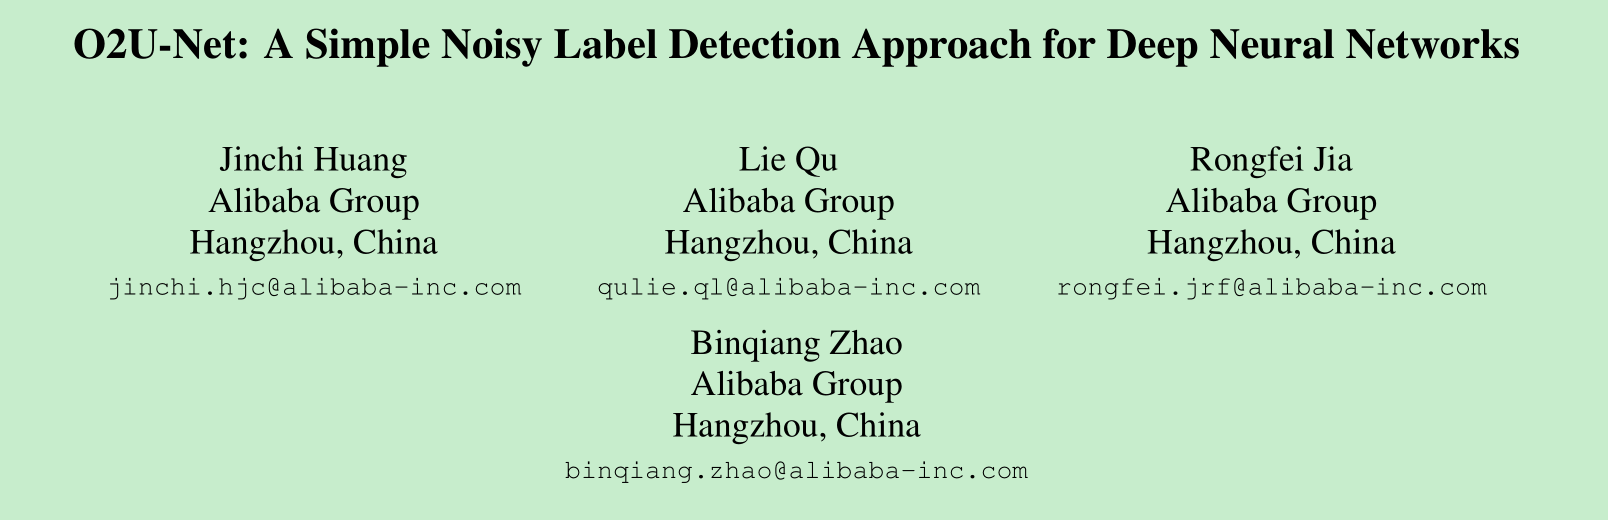 O2U-Net: A Simple Noisy Label Detection Approach for Deep Neural Networks
Jinchi Huang
Alibaba Group
Hangzhou, China
jinchi.hjc@alibaba-inc.com
Lie Qu
Alibaba Group
Hangzhou, China
qulie.ql@alibaba-inc.com
Rongfei Jia
Alibaba Group
Hangzhou, China
rongfei.jrf@alibaba-inc.com
Binqiang Zhao
Alibaba Group
Hangzhou, China
binqiang.zhao@alibaba-inc.com